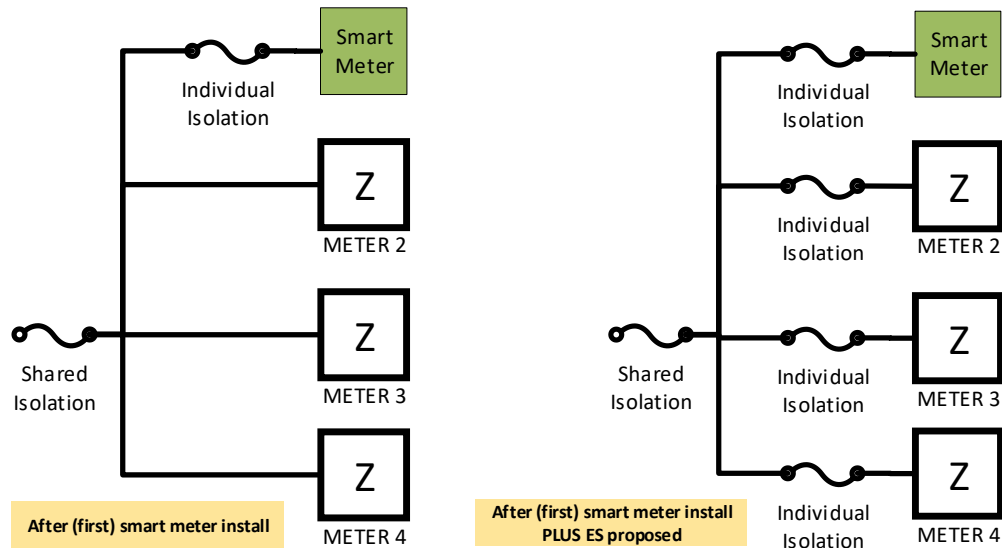 Smart
Meter
Individual
Isolation
Z
METER 2
Z
METER 3
Shared
Isolation
Z
METER 4
After (first) smart meter install
Smart
Meter
Individual
Isolation
Z
METER 2
Individual
Isolation
Z
METER 3
Individual
Isolation
Shared
Isolation
Z
METER 4
Individual
Isolation
After (first) smart meter install
PLUS ES proposed